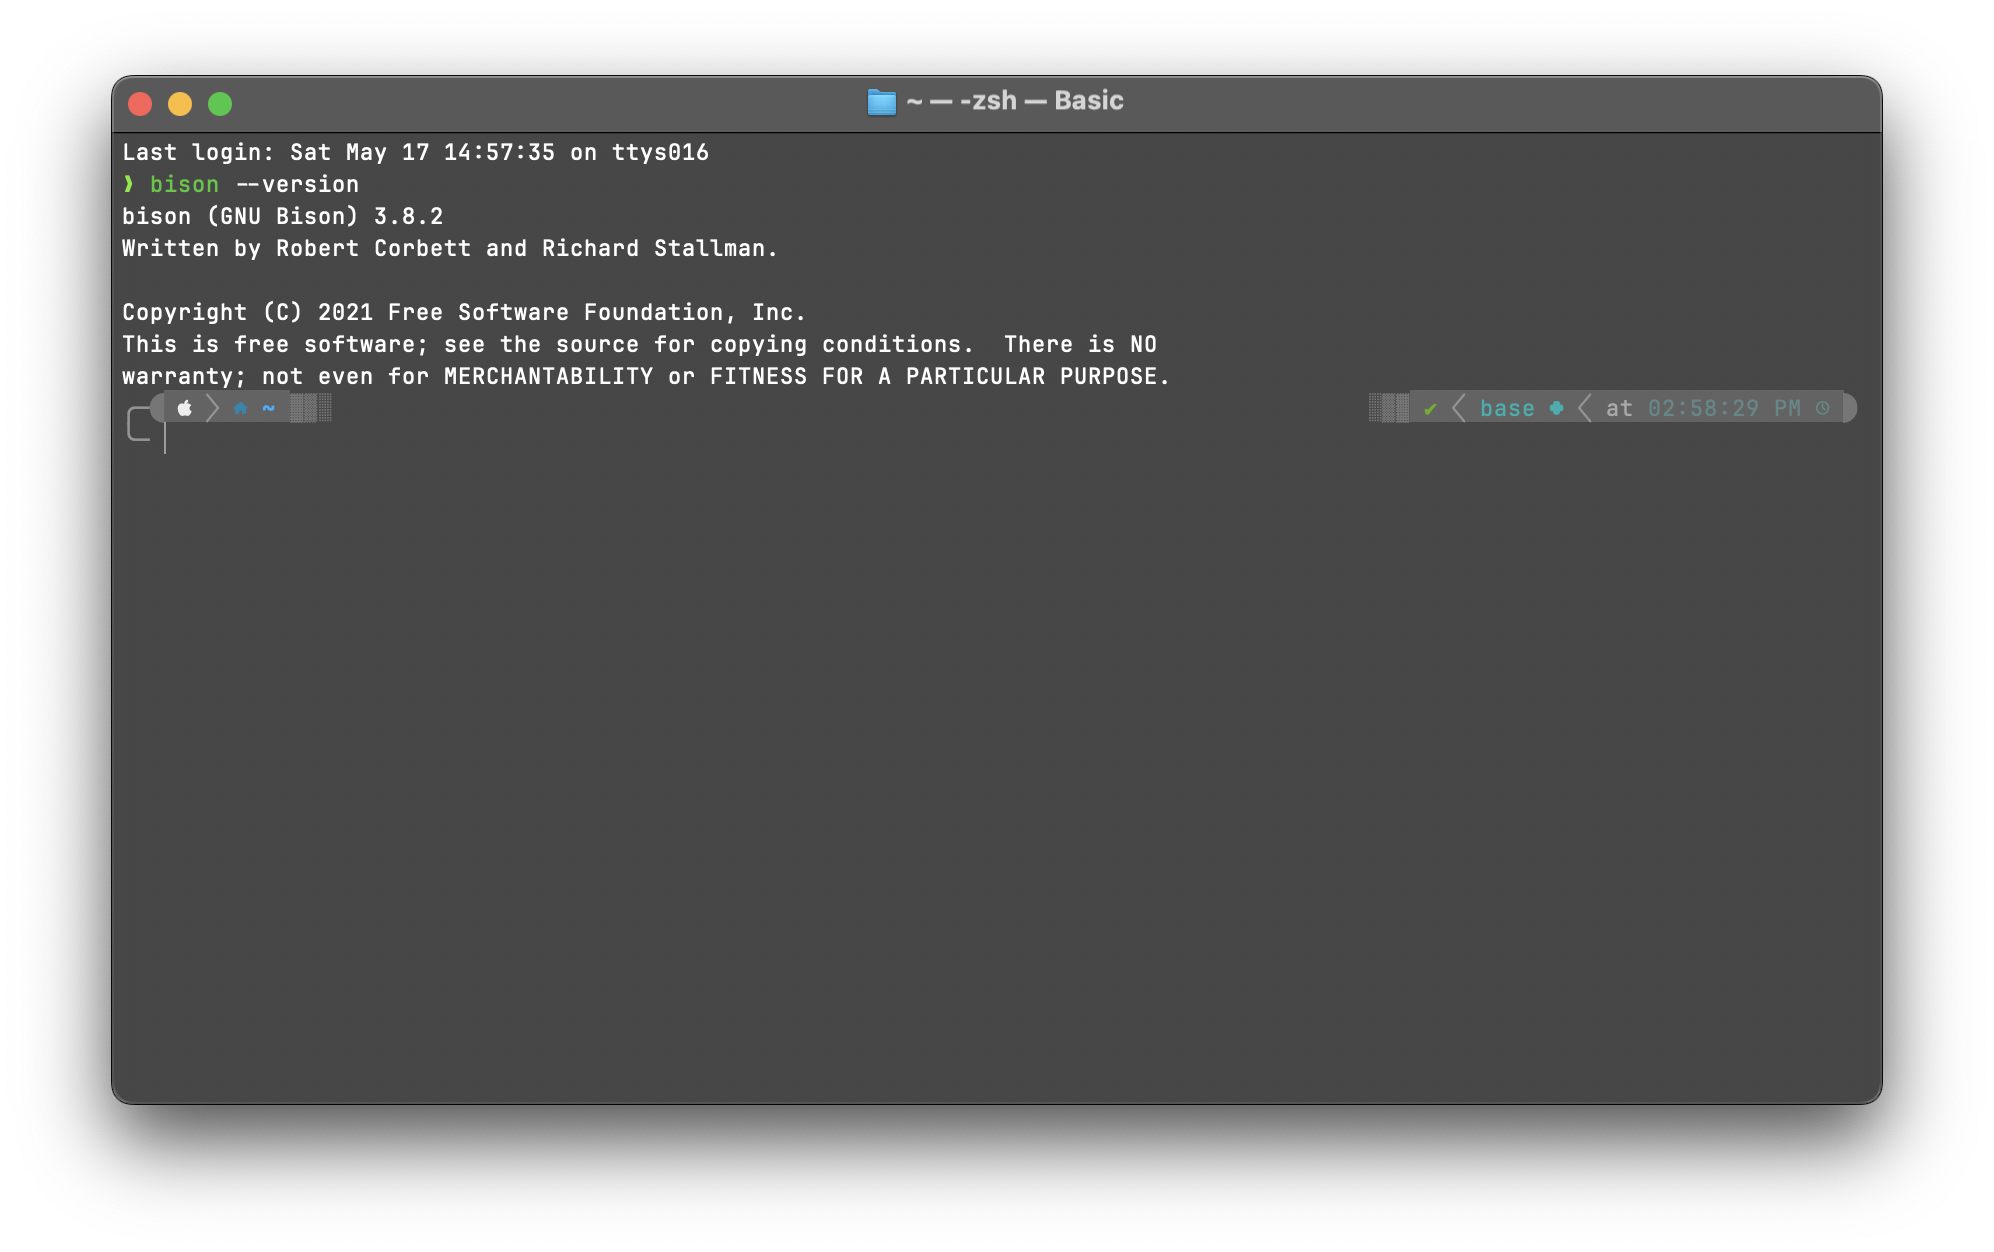 ~ — -zsh — Basic
Last login: Sat May 17 14:57:35 on ttys016
❱ bison --version
bison (GNU Bison) 3.8.2
Written by Robert Corbett and Richard Stallman.
Copyright (C) 2021 Free Software Foundation, Inc.
This is free software; see the source for copying conditions.  There is NO
warranty; not even for MERCHANTABILITY or FITNESS FOR A PARTICULAR PURPOSE.
~ ✔ base at 02:58:29 PM